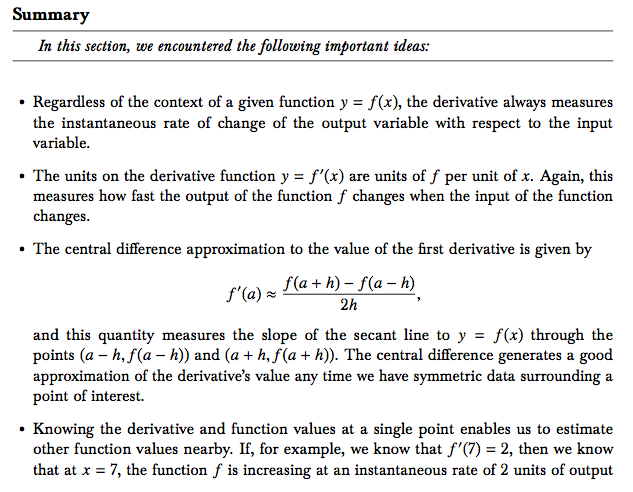 Summary
In this section, we encountered the following important ideas:
• Regardless of the context of a given function y = f(x), the derivative always measures
the instantaneous rate of change of the output variable with respect to the input
variable.
• The units on the derivative function y = f′(x) are units of f per unit of x. Again, this
measures how fast the output of the function f changes when the input of the function
changes.
• The central difference approximation to the value of the first derivative is given by
f′(a) ≈ f(a + h) − f(a − h) / 2h,
and this quantity measures the slope of the secant line to y = f(x) through the
points (a − h, f(a − h)) and (a + h, f(a + h)). The central difference generates a good
approximation of the derivative's value any time we have symmetric data surrounding a
point of interest.
• Knowing the derivative and function values at a single point enables us to estimate
other function values nearby. If, for example, we know that f′(7) = 2, then we know
that at x = 7, the function f is increasing at an instantaneous rate of 2 units of output